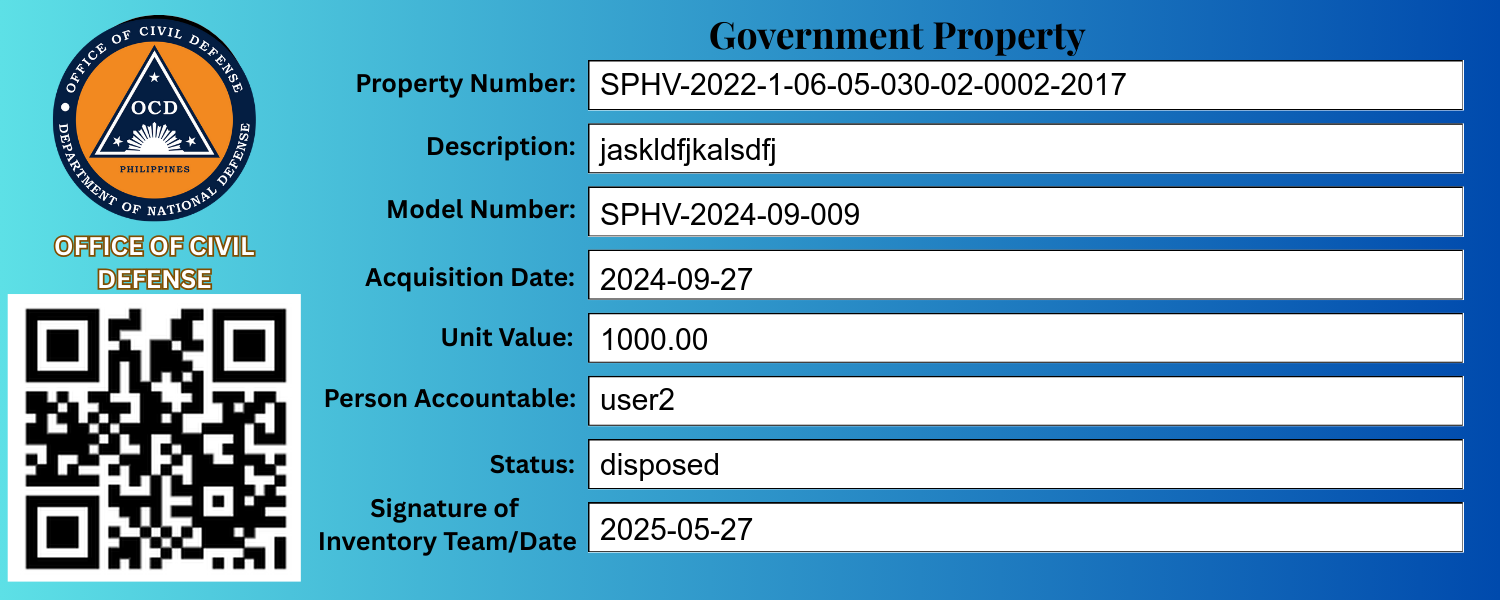 Government Property
OFFICE OF CIVIL DEFENSE
OCD
PHILIPPINES
DEPARTMENT OF NATIONAL DEFENSE
OFFICE OF CIVIL
DEFENSE
Property Number: SPHV-2022-1-06-05-030-02-0002-2017
Description: jaskldfjkalsdfj
Model Number: SPHV-2024-09-009
Acquisition Date: 2024-09-27
Unit Value: 1000.00
Person Accountable: user2
Status: disposed
Signature of
Inventory Team/Date 2025-05-27